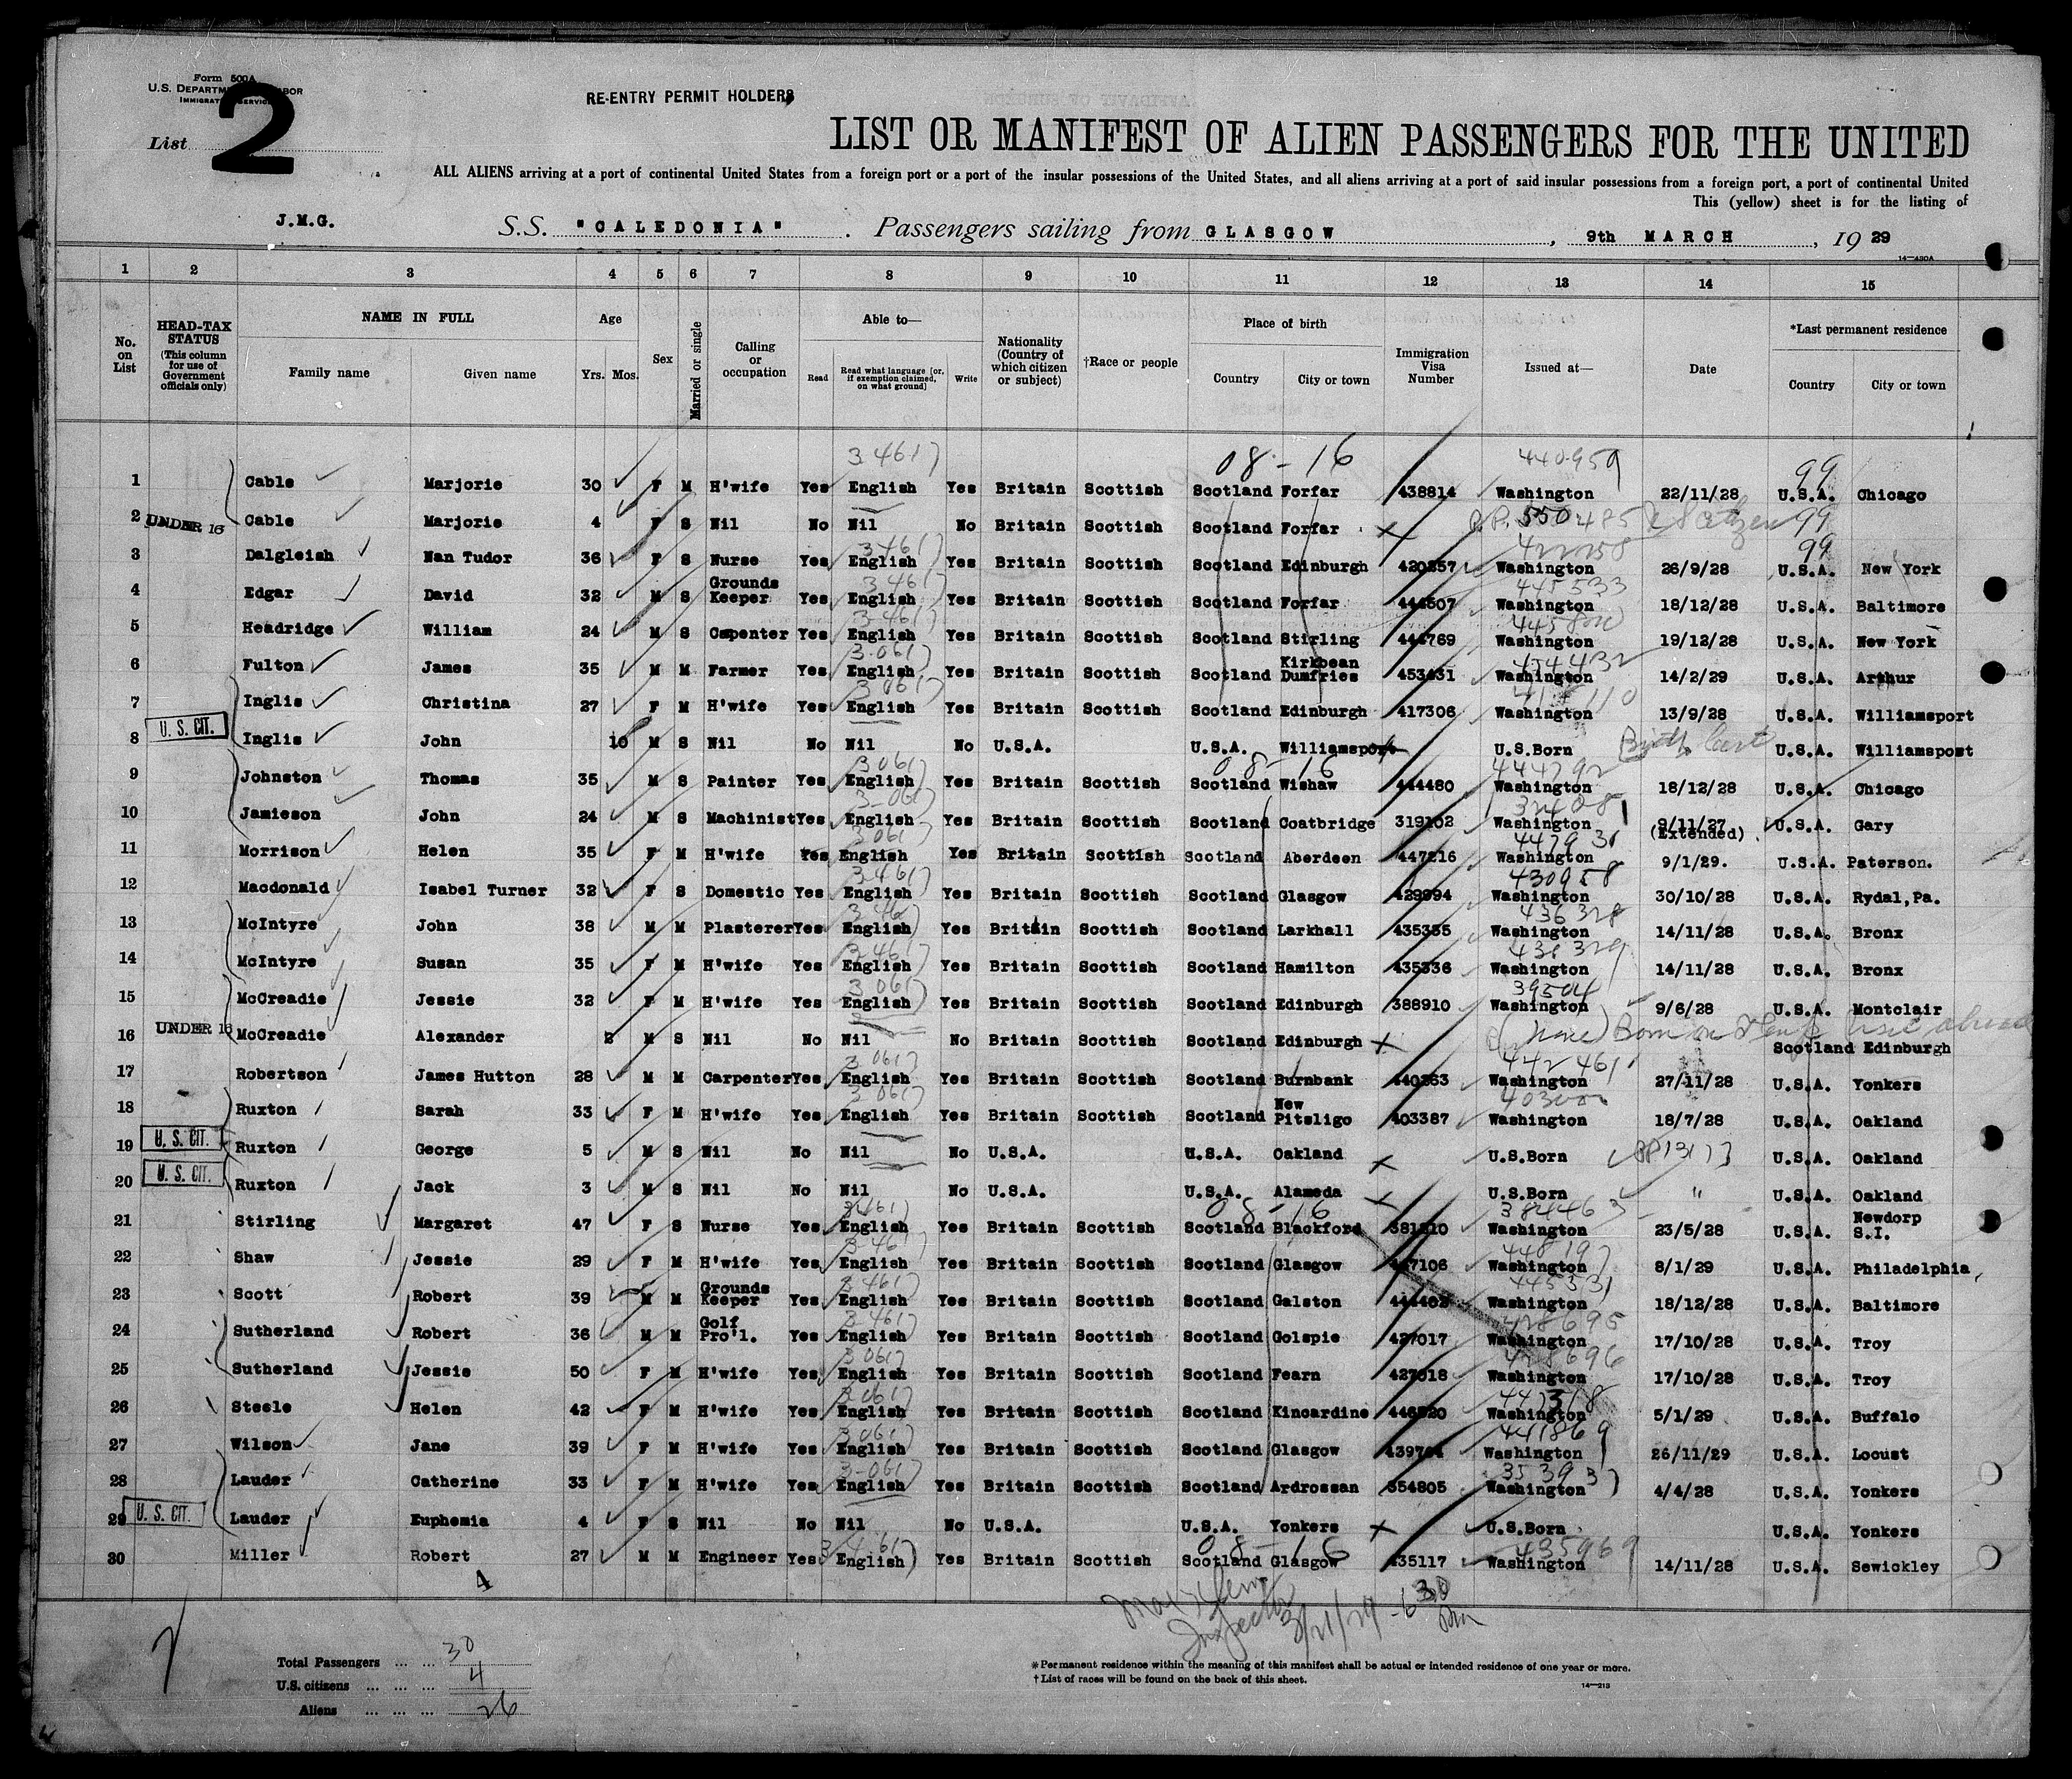 Form 500A
U.S. DEPARTMENT LABOR
IMMIGRATION SERVICE
List 2
RE-ENTRY PERMIT HOLDERS
LIST OR MANIFEST OF ALIEN PASSENGERS FOR THE UNITED
ALL ALIENS arriving at a port of continental United States from a foreign port or a port of the insular possessions of the United States, and all aliens arriving at a port of said insular possessions from a foreign port, a port of continental United
This (yellow) sheet is for the listing of
J.M.G. S.S. "CALEDONIA". Passengers sailing from GLASGOW, 9th MARCH, 1929
14—430A
1 2 3 4 5 6 7 8 9 10 11 12 13 14 15
No. on List
HEAD-TAX STATUS (This column for use of Government officials only)
NAME IN FULL Family name Given name
Age Yrs. Mos.
Sex
Married or single
Calling or occupation
Able to— Read Read what language [or, if exemption claimed, on what ground] Write
Nationality (Country of which citizen or subject)
†Race or people
Place of birth Country City or town
Immigration Visa Number
Issued at—
Date
*Last permanent residence Country City or town
08-16 440959 99
1 Cable Marjorie 30 F M H'wife Yes English Yes Britain Scottish Scotland Forfar 438814 Washington 22/11/28 U.S.A. Chicago
2 UNDER 16 Cable Marjorie 4 F S Nil No Nil No Britain Scottish Scotland Forfar 99
3 Dalgleish Nan Tudor 36 F S Nurse Yes English Yes Britain Scottish Scotland Edinburgh 420257 Washington 26/9/28 U.S.A. New York
4 Edgar David 32 M S Grounds Keeper Yes English Yes Britain Scottish Scotland Forfar 444507 Washington 18/12/28 U.S.A. Baltimore
5 Headridge William 24 M S Capenter Yes English Yes Britain Scottish Scotland Stirling 444769 Washington 19/12/28 U.S.A. New York
6 Fulton James 35 M M Farmer Yes English Yes Britain Scottish Scotland Kirkbean Dumfries 453431 Washington 14/2/29 U.S.A. Arthur
7 Inglis Christina 27 F M H'wife Yes English Yes Britain Scottish Scotland Edinburgh 417306 Washington 13/9/28 U.S.A. Williamsport
8 U. S. CIT. Inglis John 10 M S Nil No Nil No U.S.A. U.S.A. Williamsport U.S.Born U.S.A. Williamsport
08-16
9 Johnston Thomas 35 M S Painter Yes English Yes Britain Scottish Scotland Wishaw 444480 Washington 18/12/28 U.S.A. Chicago
10 Jamieson John 24 M S Machinist Yes English Yes Britain Scottish Scotland Coatbridge 319102 Washington 9/11/27 (Extended) U.S.A. Gary
11 Morrison Helen 35 F M H'wife Yes English Yes Britain Scottish Scotland Aberdeen 447216 Washington 9/1/29. U.S.A. Paterson.
12 Macdonald Isabel Turner 32 F S Domestic Yes English Yes Britain Scottish Scotland Glasgow 429994 Washington 30/10/28 U.S.A. Rydal,Pa.
13 McIntyre John 38 M M Plasterer Yes English Yes Britain Scottish Scotland Larkhall 435335 Washington 14/11/28 U.S.A. Bronx
14 McIntyre Susan 35 F M H'wife Yes English Yes Britain Scottish Scotland Hamilton 435336 Washington 14/11/28 U.S.A. Bronx
15 McCreadie Jessie 32 F M H'wife Yes English Yes Britain Scottish Scotland Edinburgh 388910 Washington 9/6/28 U.S.A. Montclair
16 UNDER 16 McCreadie Alexander M S Nil No Nil No Britain Scottish Scotland Edinburgh Scotland Edinburgh
17 Robertson James Hutton 28 M M Carpenter Yes English Yes Britain Scottish Scotland Burnbank 440263 Washington 27/11/28 U.S.A. Yonkers
18 Ruxton Sarah 33 F M H'wife Yes English Yes Britain Scottish Scotland New Pitsligo 403387 Washington 18/7/28 U.S.A. Oakland
19 U. S. CIT. Ruxton George 5 M S Nil No Nil No U.S.A. U.S.A. Oakland U.S.Born U.S.A. Oakland
20 U. S. CIT. Ruxton Jack 3 M S Nil No Nil No U.S.A. U.S.A. Alameda U.S.Born " U.S.A. Oakland
08-16
21 Stirling Margaret 47 F S Nurse Yes English Yes Britain Scottish Scotland Blackford 381210 Washington 23/5/28 U.S.A. Newdorp S.I.
22 Shaw Jessie 29 F M H'wife Yes English Yes Britain Scottish Scotland Glasgow Washington 8/1/29 U.S.A. Philadelphia,
23 Scott Robert 39 M M Grounds Keeper Yes English Yes Britain Scottish Scotland Galston Washington 18/12/28 U.S.A. Baltimore
24 Sutherland Robert 36 M M Golf Pro'l. Yes English Yes Britain Scottish Scotland Golspie 427017 Washington 17/10/28 U.S.A. Troy
25 Sutherland Jessie 50 F M H'wife Yes English Yes Britain Scottish Scotland Fearn 427018 Washington 17/10/28 U.S.A. Troy
26 Steele Helen 42 F M H'wife Yes English Yes Britain Scottish Scotland Kincardine Washington 5/1/29 U.S.A. Buffalo
27 Wilson Jane 39 F M H'wife Yes English Yes Britain Scottish Scotland Glasgow Washington 26/11/29 U.S.A. Locust
28 Lauder Catherine 33 F M H'wife Yes English Yes Britain Scottish Scotland Ardrossan 354805 Washington 4/4/28 U.S.A. Yonkers
29 U. S. CIT. Lauder Euphemia 4 F S Nil No Nil No U.S.A. U.S.A. Yonkers U.S.Born U.S.A. Yonkers
08-16
30 Miller Robert 27 M M Engineer Yes English Yes Britain Scottish Scotland Glasgow 435117 Washington 14/11/28 U.S.A. Sewickley
4
Inspector 3/21/29 - 6 30 Pm
Total Passengers ... ... 30
U.S. citizens ... ... ... 4
Aliens ... ... ... 26
*Permanent residence within the meaning of this manifest shall be actual or intended residence of one year or more.
†List of races will be found on the back of this sheet.
14—213